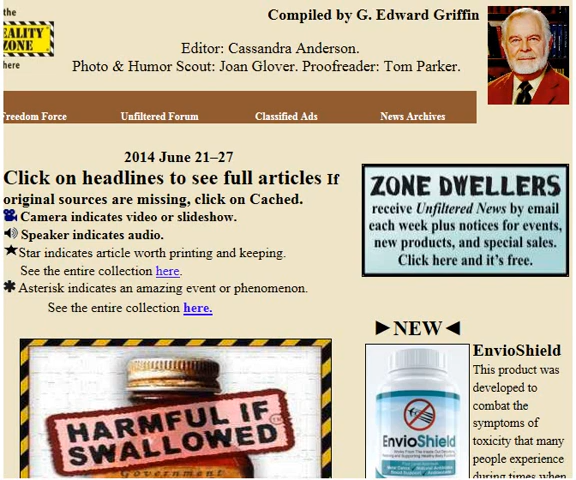 the
EALITY
ZONE
here
Compiled by G. Edward Griffin
Editor: Cassandra Anderson.
Photo & Humor Scout: Joan Glover. Proofreader: Tom Parker.
Freedom Force Unfiltered Forum Classified Ads News Archives
2014 June 21–27
Click on headlines to see full articles If
original sources are missing, click on Cached.
Camera indicates video or slideshow.
Speaker indicates audio.
Star indicates article worth printing and keeping.
See the entire collection here.
Asterisk indicates an amazing event or phenomenon.
See the entire collection here.
HARMFUL IF
SWALLOWED
Government
ZONE DWELLERS
receive Unfiltered News by email
each week plus notices for events,
new products, and special sales.
Click here and it's free.
►NEW◄
EnvioShield
This product was
developed to
combat the
symptoms of
toxicity that many
people experience
during times when
EnvioShield